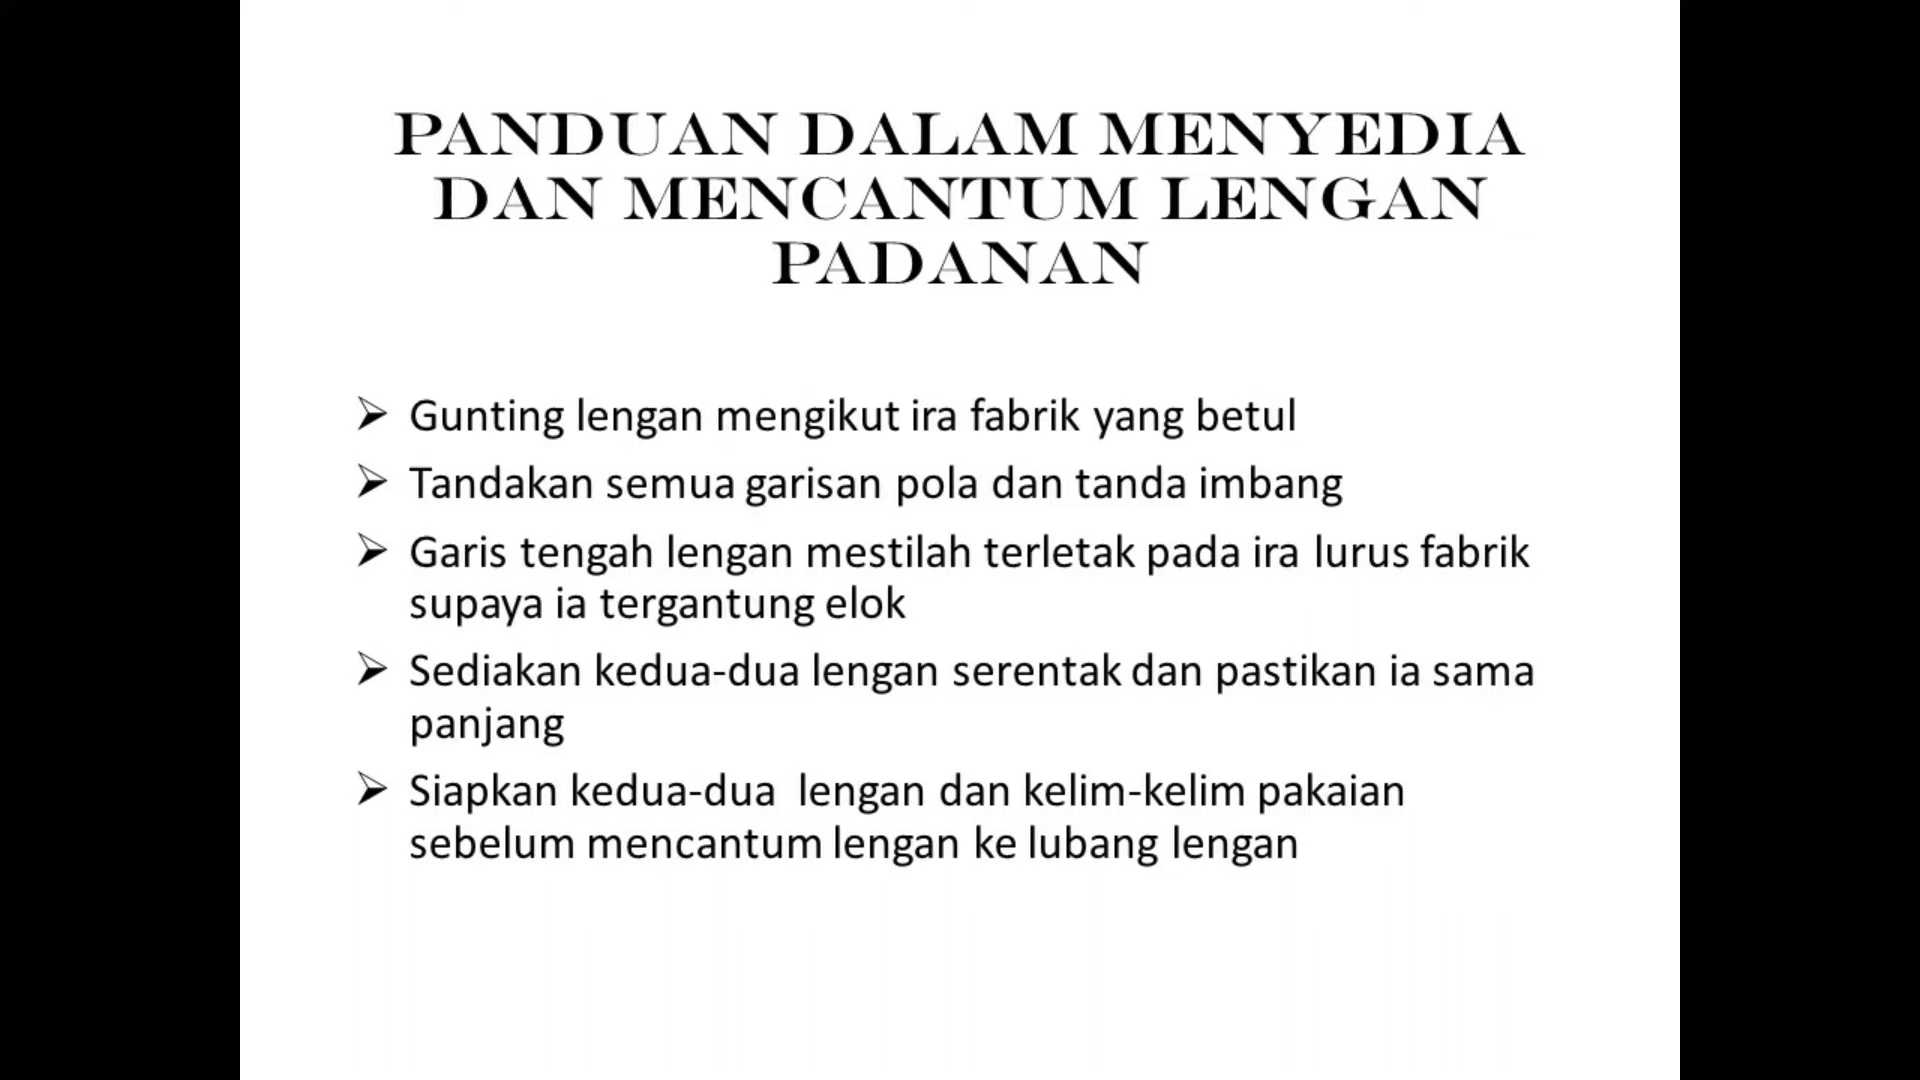 PANDUAN DALAM MENYEDIA
DAN MENCANTUM LENGAN
PADANAN
Gunting lengan mengikut ira fabrik yang betul
Tandakan semua garisan pola dan tanda imbang
Garis tengah lengan mestilah terletak pada ira lurus fabrik
supaya ia tergantung elok
Sediakan kedua-dua lengan serentak dan pastikan ia sama
panjang
Siapkan kedua-dua lengan dan kelim-kelim pakaian
sebelum mencantum lengan ke lubang lengan